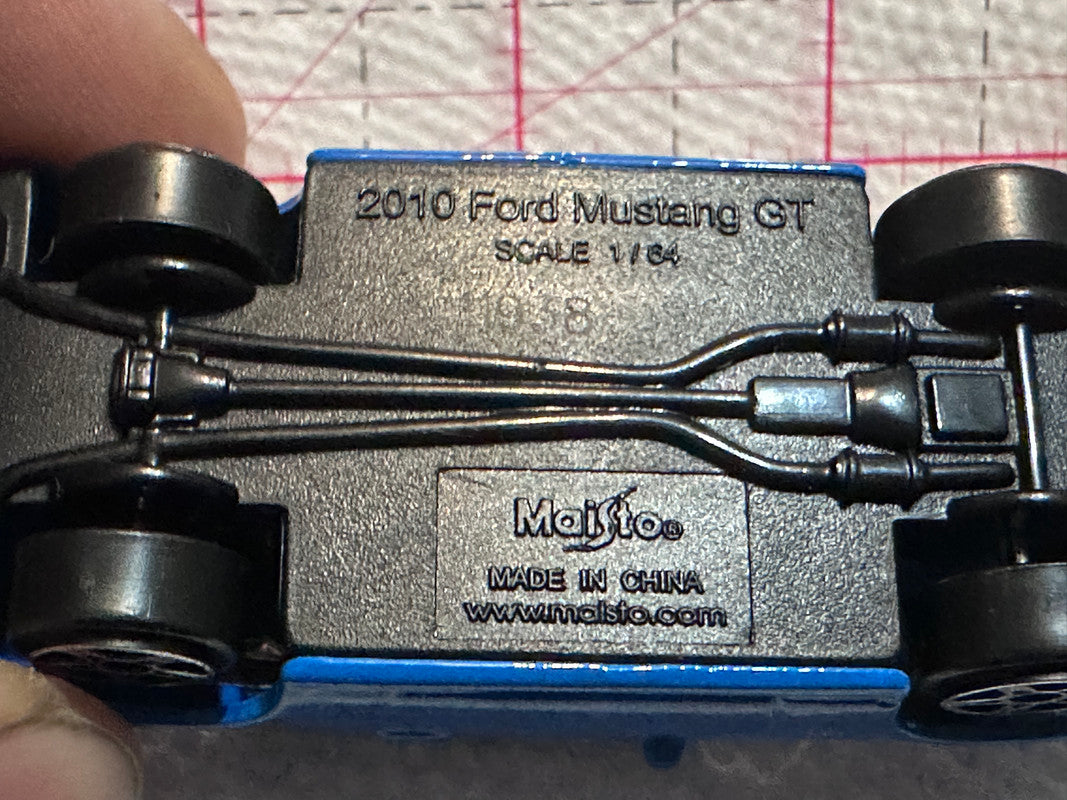 2010 Ford Mustang GT
SCALE 1/64
Maisto®
MADE IN CHINA
www.maisto.com